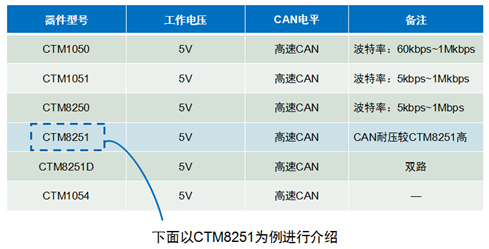 器件型号 工作电压 CAN电平 备注
CTM1050 5V 高速CAN 波特率：60kbps~1Mkbps
CTM1051 5V 高速CAN 波特率：5kbps~1Mkbps
CTM8250 5V 高速CAN 波特率：5kbps~1Mbps
CTM8251 5V 高速CAN CAN耐压较CTM8251高
CTM8251D 5V 高速CAN 双路
CTM1054 5V 高速CAN —
下面以CTM8251为例进行介绍